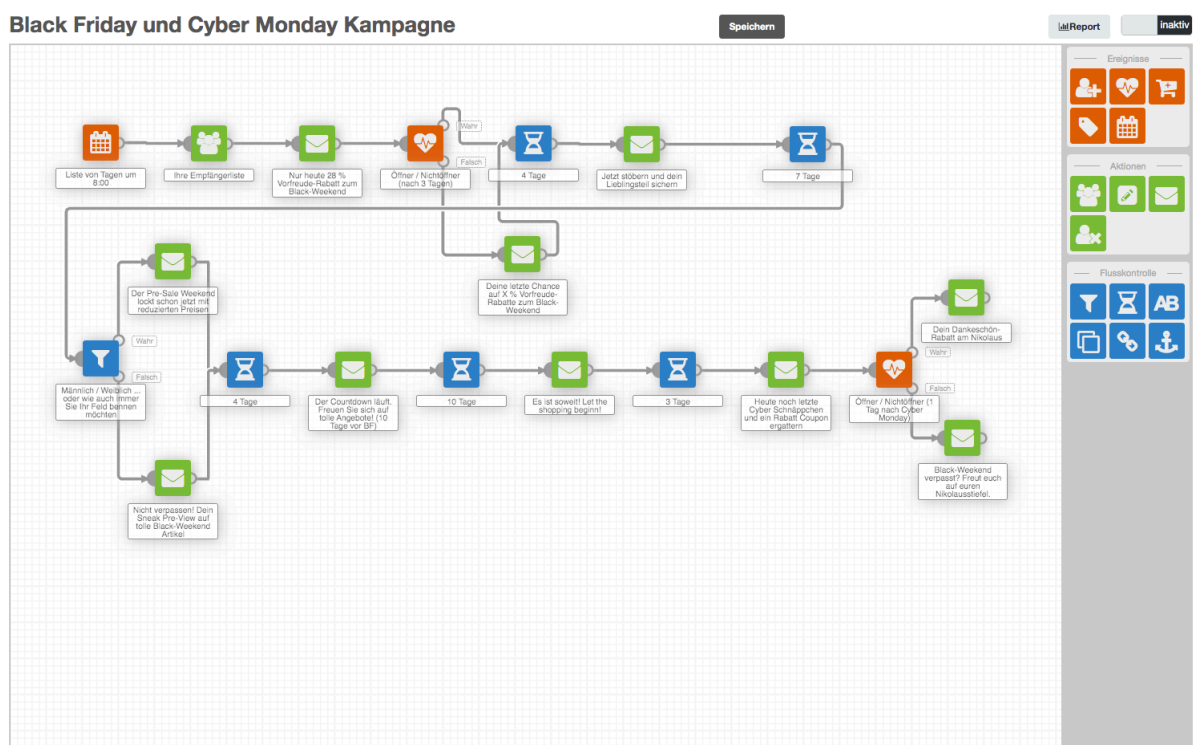 Black Friday und Cyber Monday Kampagne
Speichern
Report
inaktiv
Ereignisse
Aktionen
Flusskontrolle
AB
Liste von Tagen um
8:00
Ihre Empfängerliste
Nur heute 28 %
Vorfreude-Rabatt zum
Black-Weekend
Öffner / Nichtöffner
(nach 3 Tagen)
Wahr
Falsch
4 Tage
Jetzt stöbern und dein
Lieblingsteil sichern
7 Tage
Deine letzte Chance
auf X % Vorfreude-
Rabatte zum Black-
Weekend
Der Pre-Sale Weekend
lockt schon jetzt mit
reduzierten Preisen
Wahr
Falsch
Männlich / Weiblich ...
oder wie auch immer
Sie Ihr Feld bennen
möchten
4 Tage
Der Countdown läuft.
Freuen Sie sich auf
tolle Angebote! (10
Tage vor BF)
10 Tage
Es ist soweit! Let the
shopping beginn!
3 Tage
Heute noch letzte
Cyber Schnäppchen
und ein Rabatt Coupon
ergattern
Öffner / Nichtöffner (1
Tag nach Cyber
Monday)
Wahr
Falsch
Dein Dankeschön-
Rabatt am Nikolaus
Black-Weekend
verpasst? Freut euch
auf euren
Nikolausstiefel.
Nicht verpassen! Dein
Sneak Pre-View auf
tolle Black-Weekend
Artikel